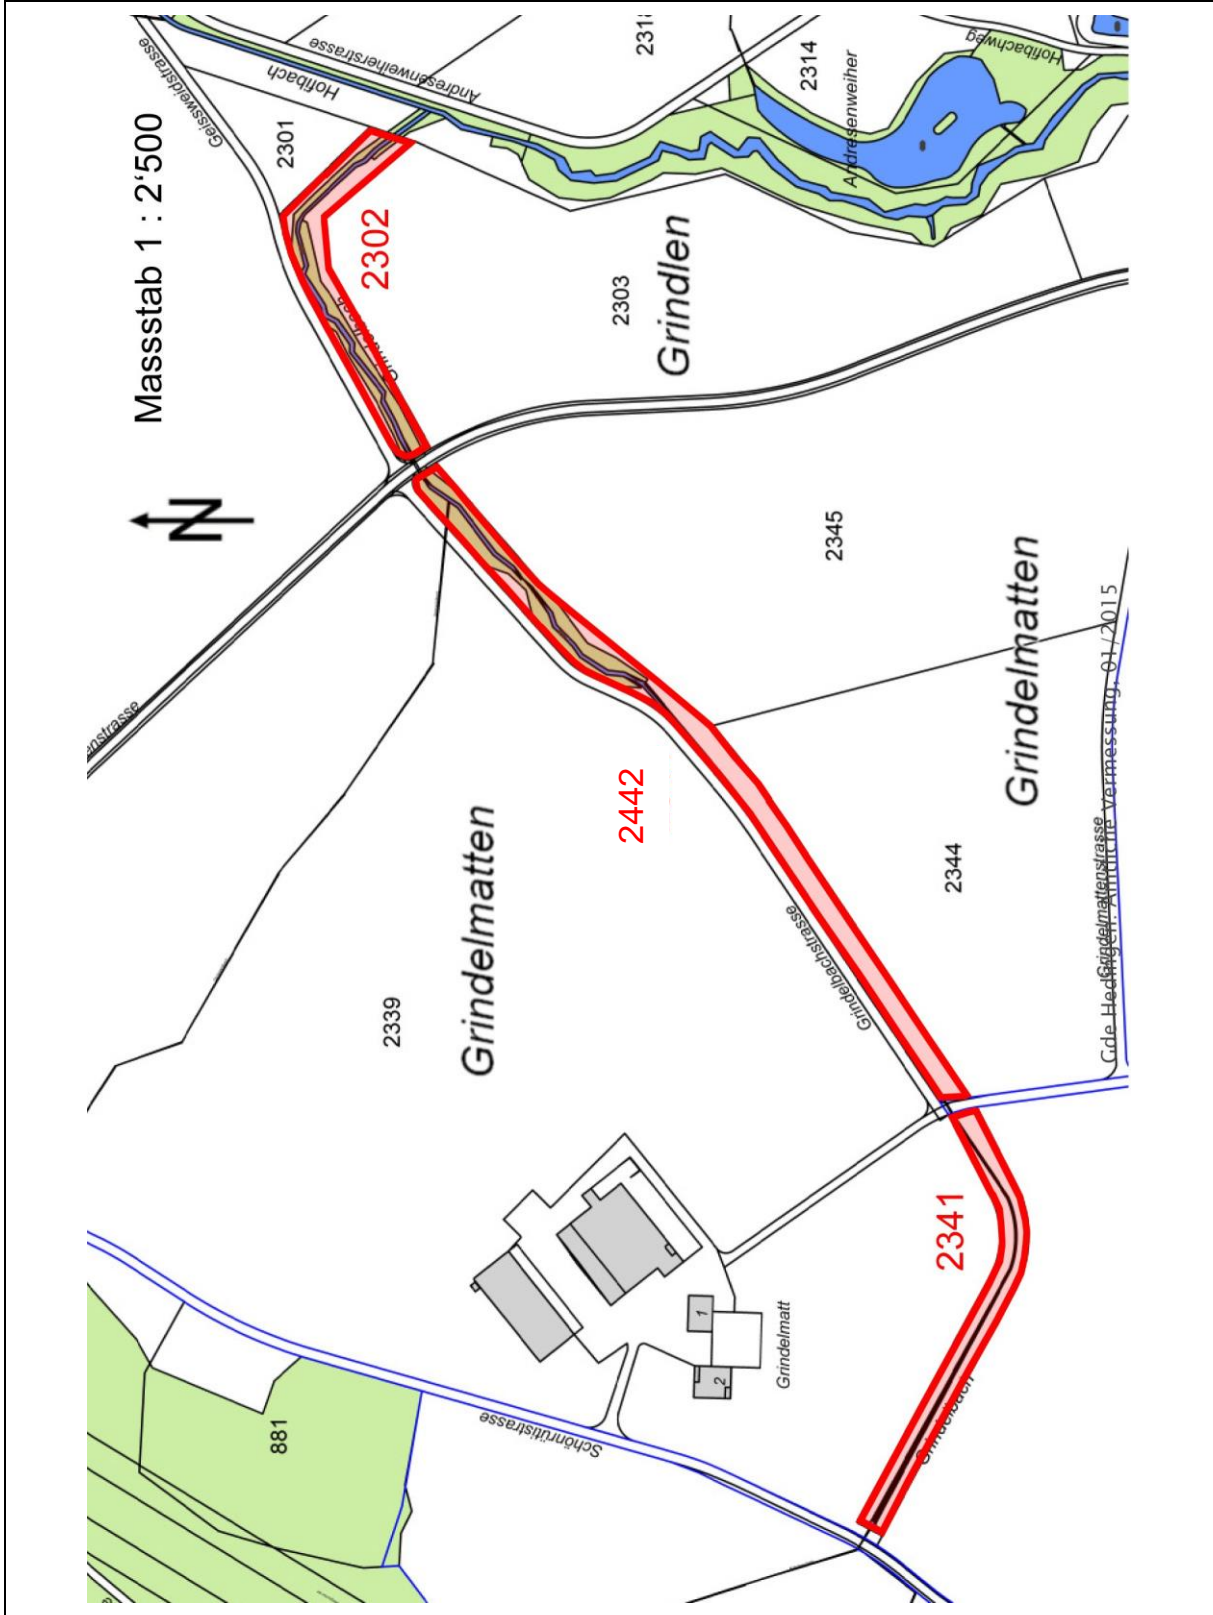 Massstab 1 : 2'500
N
Geissweidstrasse
Hofibach
Andresenweiherstrasse
2301
2302
2314
Andresenweiher
Hofibachweg
2303
Grindlen
2345
Grindelmatten
2442
Grindelmatten
2339
2344
Grindelbachstrasse
Grindelmattenstrasse
Gde Hedingen: Amtliche Vermessung, 01/2015
2341
Grindelbach
1
2
Grindelmatt
Schönrütistrasse
881